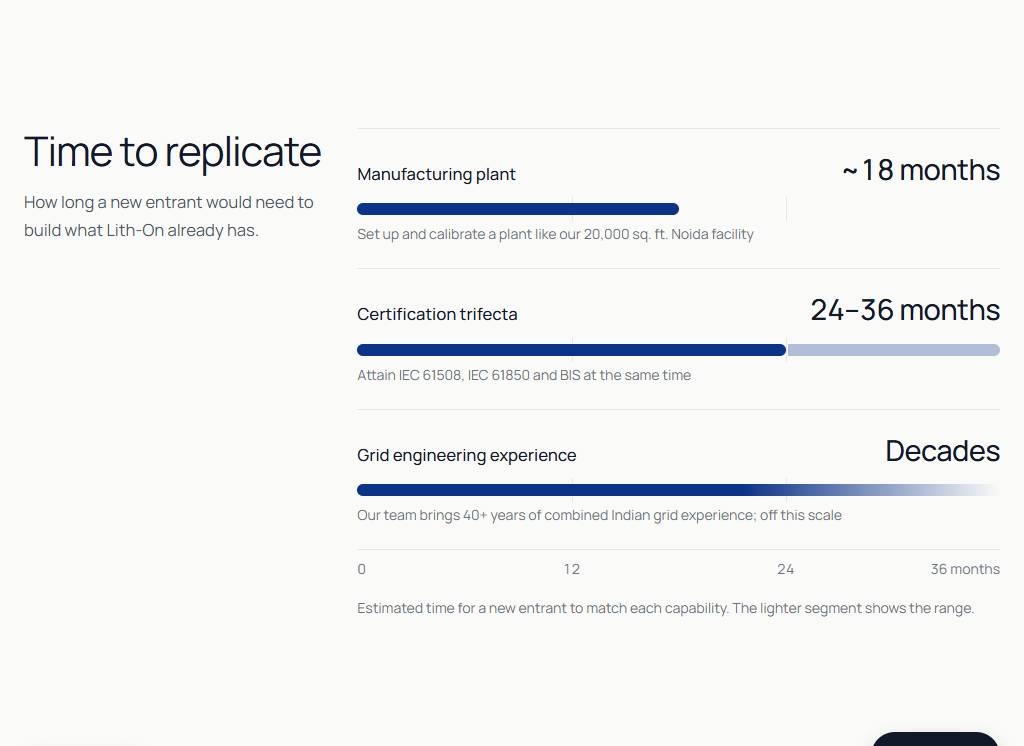 Time to replicate
How long a new entrant would need to
build what Lith-On already has.
Manufacturing plant
~18 months
Set up and calibrate a plant like our 20,000 sq. ft. Noida facility
Certification trifecta
24–36 months
Attain IEC 61508, IEC 61850 and BIS at the same time
Grid engineering experience
Decades
Our team brings 40+ years of combined Indian grid experience; off this scale
0 12 24 36 months
Estimated time for a new entrant to match each capability. The lighter segment shows the range.